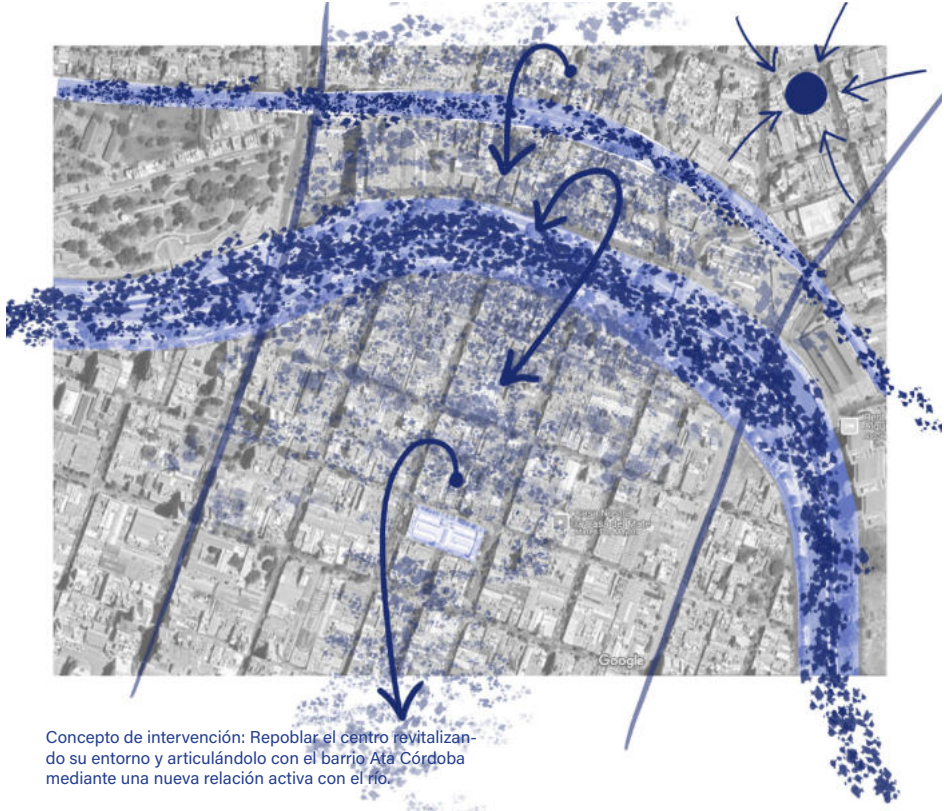 Google
Concepto de intervención: Repoblar el centro revitalizan-
do su entorno y articulándolo con el barrio Ata Córdoba
mediante una nueva relación activa con el río.